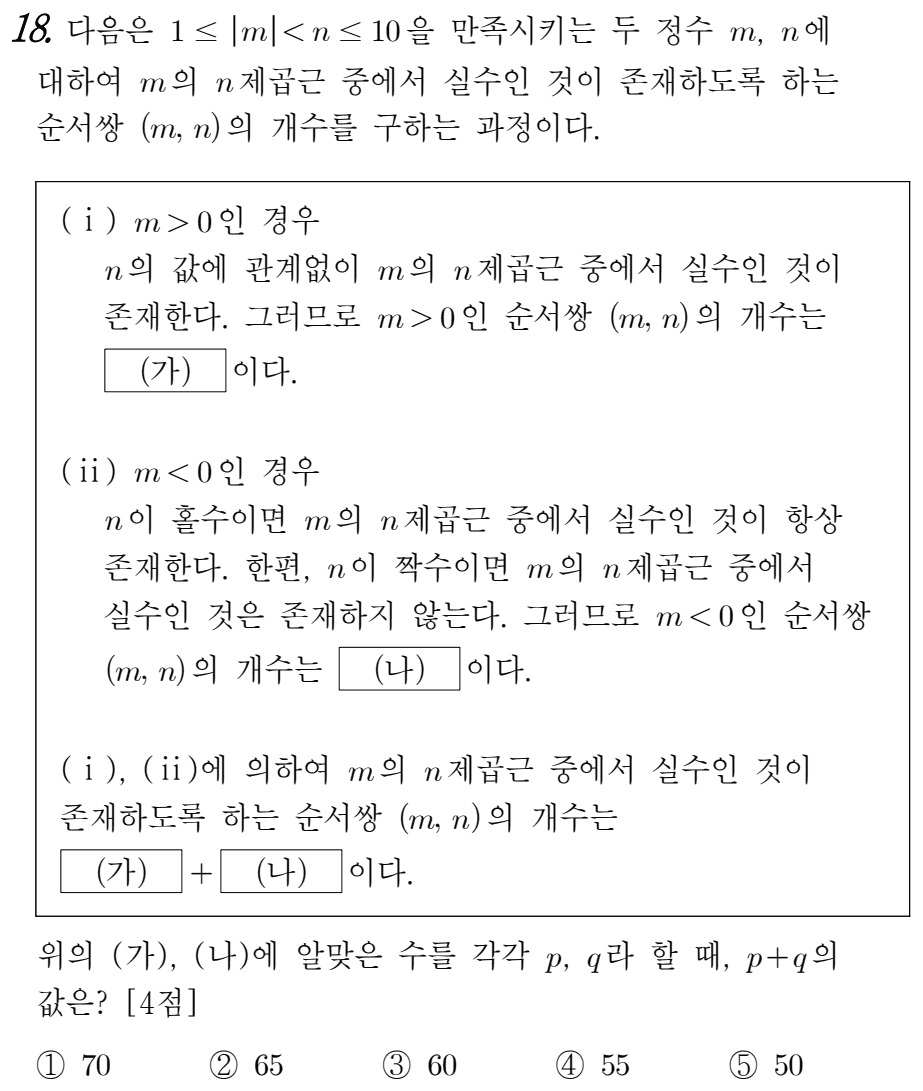 18. 다음은 1 ≤ |m| < n ≤ 10을 만족시키는 두 정수 m, n에
대하여 m의 n제곱근 중에서 실수인 것이 존재하도록 하는
순서쌍 (m, n)의 개수를 구하는 과정이다.
(i) m > 0인 경우
n의 값에 관계없이 m의 n제곱근 중에서 실수인 것이
존재한다. 그러므로 m > 0인 순서쌍 (m, n)의 개수는
(가) 이다.
(ii) m < 0인 경우
n이 홀수이면 m의 n제곱근 중에서 실수인 것이 항상
존재한다. 한편, n이 짝수이면 m의 n제곱근 중에서
실수인 것은 존재하지 않는다. 그러므로 m < 0인 순서쌍
(m, n)의 개수는 (나) 이다.
(i), (ii)에 의하여 m의 n제곱근 중에서 실수인 것이
존재하도록 하는 순서쌍 (m, n)의 개수는
(가) + (나) 이다.
위의 (가), (나)에 알맞은 수를 각각 p, q라 할 때, p+q의
값은? [4점]
① 70 ② 65 ③ 60 ④ 55 ⑤ 50